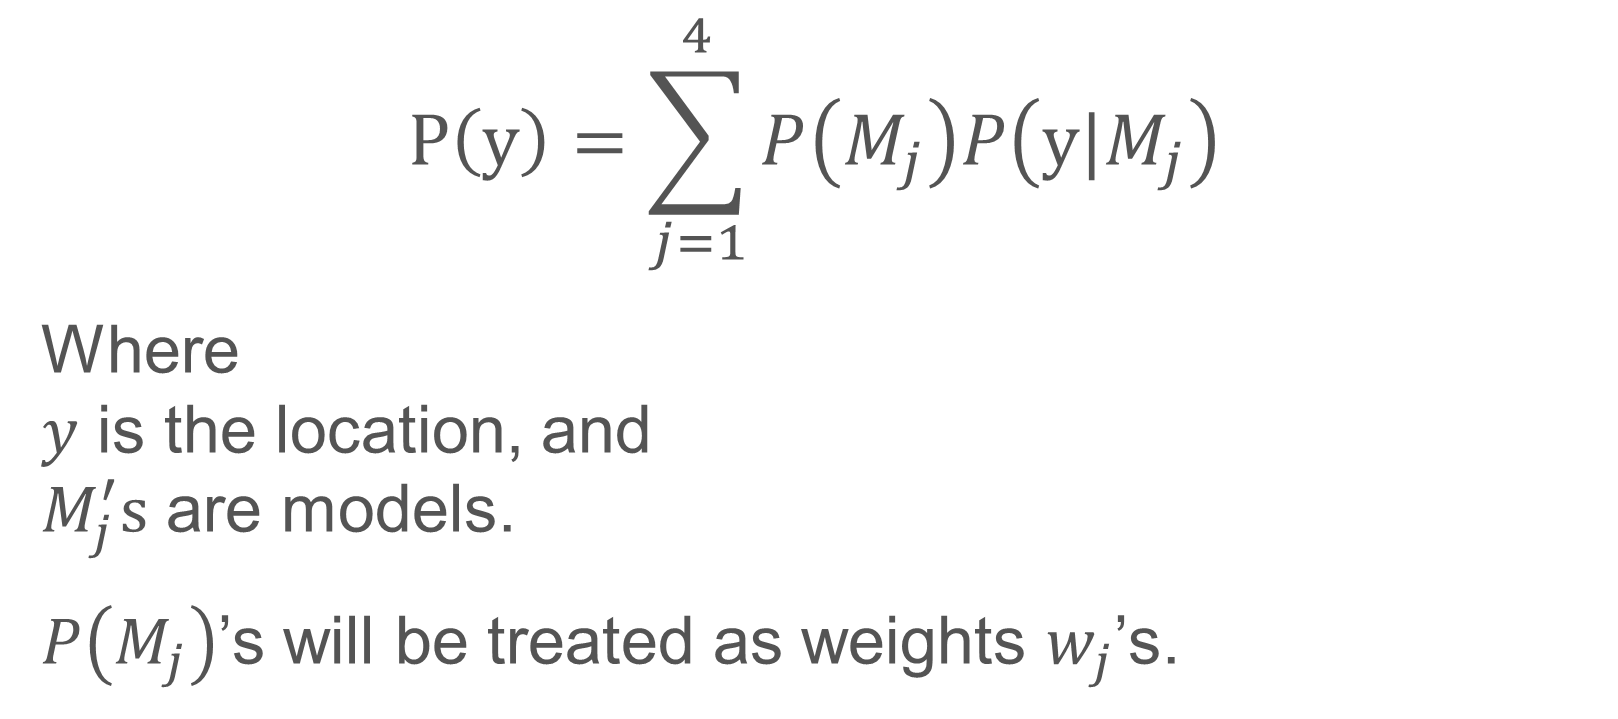 P(y) = ∑_{j=1}^{4} P(M_j)P(y|M_j)
Where
y is the location, and
M_j′s are models.
P(M_j)’s will be treated as weights w_j’s.